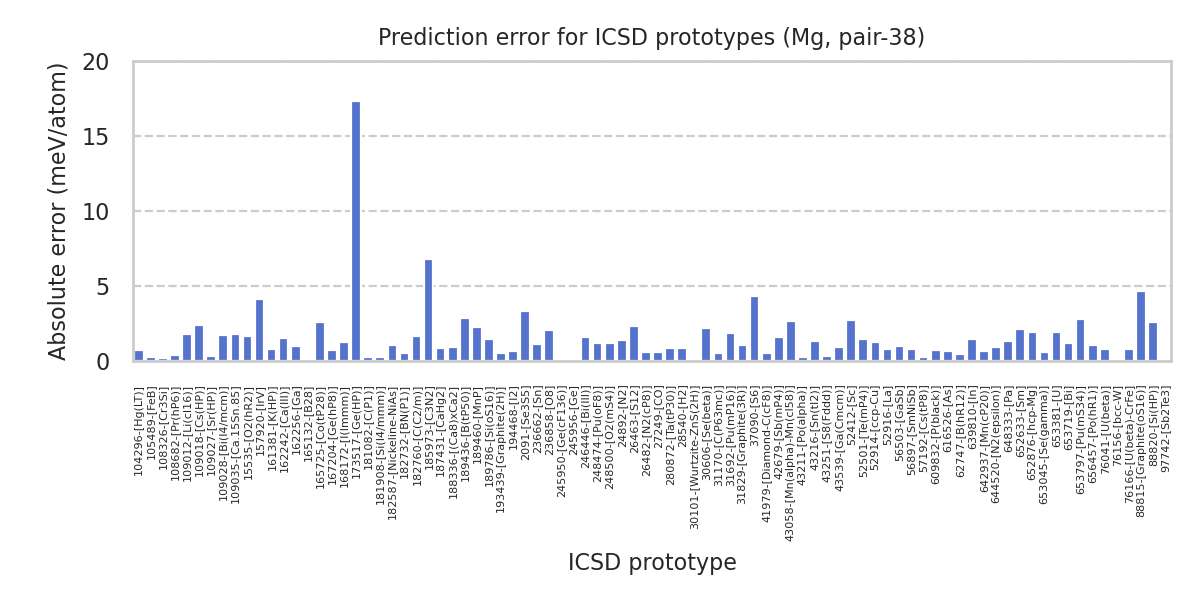 Prediction error for ICSD prototypes (Mg, pair-38)
Absolute error (meV/atom)
20
15
10
5
0
104296-[Hg(LT)]
105489-[FeB]
108326-[Cr3Si]
108682-[Pr(hP6)]
109012-[Li(cI16)]
109018-[Cs(HP)]
109027-[Sr(HP)]
109028-[Bi(I4/mcm)]
109035-[Ca.15Sn.85]
15535-[O2(hR2)]
157920-[IrV]
161381-[K(HP)]
162242-[Ca(III)]
162256-[Ga]
165132-[B28]
165725-[Co(tP28)]
167204-[Ge(hP8)]
168172-[I(Immm)]
173517-[Ge(HP)]
181082-[C(P1)]
181908-[Si(I4/mmm)]
182587-[Nickeline-NiAs]
182732-[BN(P1)]
182760-[C(C2/m)]
185973-[C3N2]
187431-[CaHg2]
188336-[(Ca8)xCa2]
189436-[B(tP50)]
189460-[MnP]
189786-[Si(oS16)]
193439-[Graphite(2H)]
194468-[I2]
2091-[Se3S5]
236662-[Sn]
236858-[O8]
245950-[Ge(cF136)]
245956-[Ge]
246446-[Bi(III)]
248474-[Pu(oF8)]
248500-[O2(mS4)]
24892-[N2]
26463-[S12]
26482-[N2(cP8)]
27249-[CO]
280872-[Ta(tP30)]
28540-[H2]
30101-[Wurtzite-ZnS(2H)]
30606-[Se(beta)]
31170-[C(P63mc)]
31692-[Pu(mP16)]
31829-[Graphite(3R)]
37090-[S6]
41979-[Diamond-C(cF8)]
42679-[Sb(mP4)]
43058-[Mn(alpha)-Mn(cI58)]
43211-[Po(alpha)]
43216-[Sn(tI2)]
43251-[S8(Fddd)]
43539-[Ga(Cmcm)]
52412-[Sc]
52501-[Te(mP4)]
52914-[ccp-Cu]
52916-[La]
56503-[GaSb]
56897-[SmNiSb]
57192-[Cs(tP8)]
609832-[P(black)]
616526-[As]
62747-[B(hR12)]
639810-[In]
642937-[Mn(cP20)]
644520-[N2(epsilon)]
648333-[Pa]
652633-[Sm]
652876-[hcp-Mg]
653045-[Se(gamma)]
653381-[U]
653719-[Bi]
653797-[Pu(mS34)]
656457-[Po(hR1)]
76041-[U(beta)]
76156-[bcc-W]
76166-[U(beta)-CrFe]
88815-[Graphite(oS16)]
88820-[Si(HP)]
97742-[Sb2Te3]
ICSD prototype